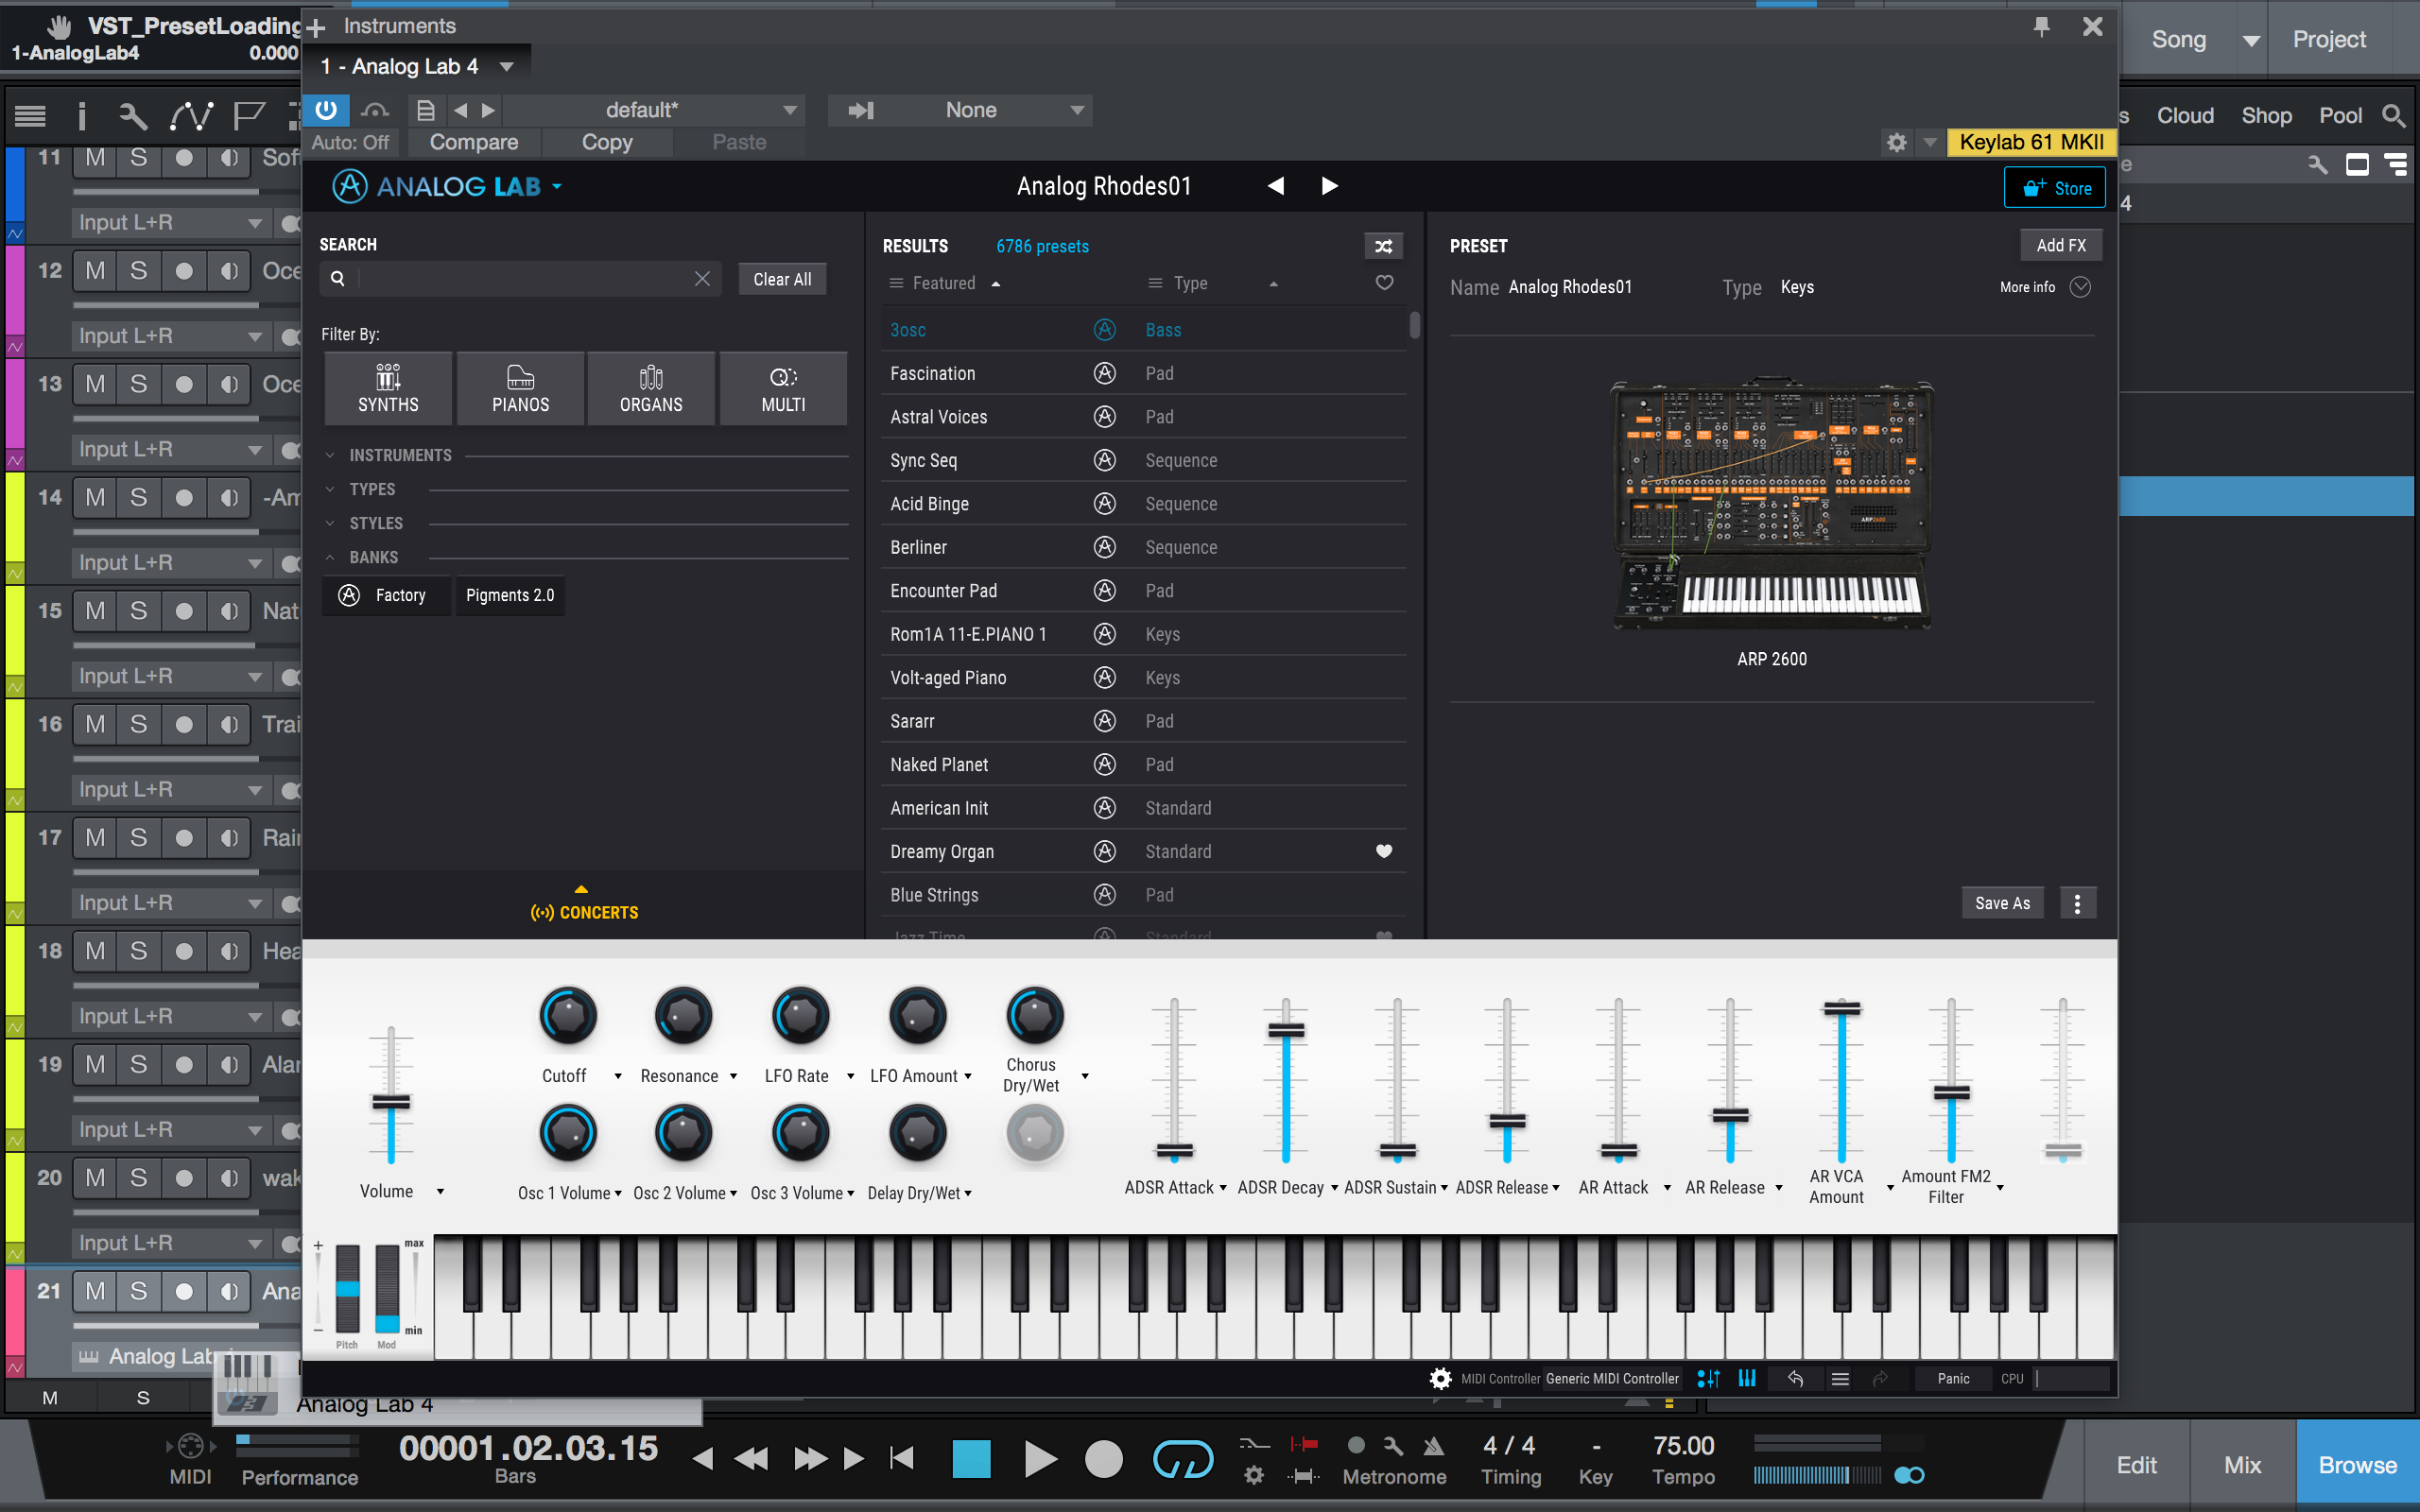 VST_PresetLoading
1-AnalogLab4 0.000
Instruments
Song Project
1 - Analog Lab 4
default* None
Auto: Off Compare Copy Paste
Keylab 61 MKII
s Cloud Shop Pool
ANALOG LAB
Analog Rhodes01
Store
SEARCH
Clear All
Filter By:
SYNTHS PIANOS ORGANS MULTI
INSTRUMENTS
TYPES
STYLES
BANKS
Factory Pigments 2.0
CONCERTS
RESULTS 6786 presets
Featured Type
3osc Bass
Fascination Pad
Astral Voices Pad
Sync Seq Sequence
Acid Binge Sequence
Berliner Sequence
Encounter Pad Pad
Rom1A 11-E.PIANO 1 Keys
Volt-aged Piano Keys
Sararr Pad
Naked Planet Pad
American Init Standard
Dreamy Organ Standard
Blue Strings Pad
Jazz Time Standard
PRESET
Add FX
Name Analog Rhodes01 Type Keys More info
ARP2600
ARP 2600
Save As
e
4
11 M S Sof
Input L+R
12 M S Oce
Input L+R
13 M S Oce
Input L+R
14 M S -Am
Input L+R
15 M S Nat
Input L+R
16 M S Trai
Input L+R
17 M S Rain
Input L+R
18 M S Hea
Input L+R
19 M S Alar
Input L+R
20 M S wak
Input L+R
21 M S Ana
Analog Lab
M S
Analog Lab 4
Volume
Cutoff Resonance LFO Rate LFO Amount Chorus
Dry/Wet
Osc 1 Volume Osc 2 Volume Osc 3 Volume Delay Dry/Wet
ADSR Attack ADSR Decay ADSR Sustain ADSR Release AR Attack AR Release AR VCA
Amount
Amount FM2
Filter
+ max
− min
Pitch Mod
MIDI Controller Generic MIDI Controller Panic CPU
MIDI
Performance
00001.02.03.15
Bars
Metronome
4 / 4
Timing
-
Key
75.00
Tempo
Edit Mix Browse